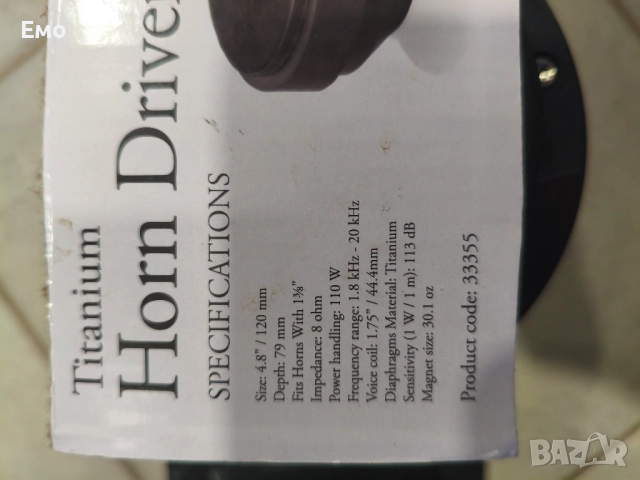 Emo
Titanium
Horn Driver
SPECIFICATIONS
Size: 4.8" / 120 mm
Depth: 79 mm
Fits Horns With 1⅜"
Impedance: 8 ohm
Power handling: 110 W
Frequency range: 1.8 kHz - 20 kHz
Voice coil: 1.75" / 44.4mm
Diaphragms Material: Titanium
Sensitivity (1 W / 1 m): 113 dB
Magnet size: 30.1 oz
Product code: 33355
BAZAR